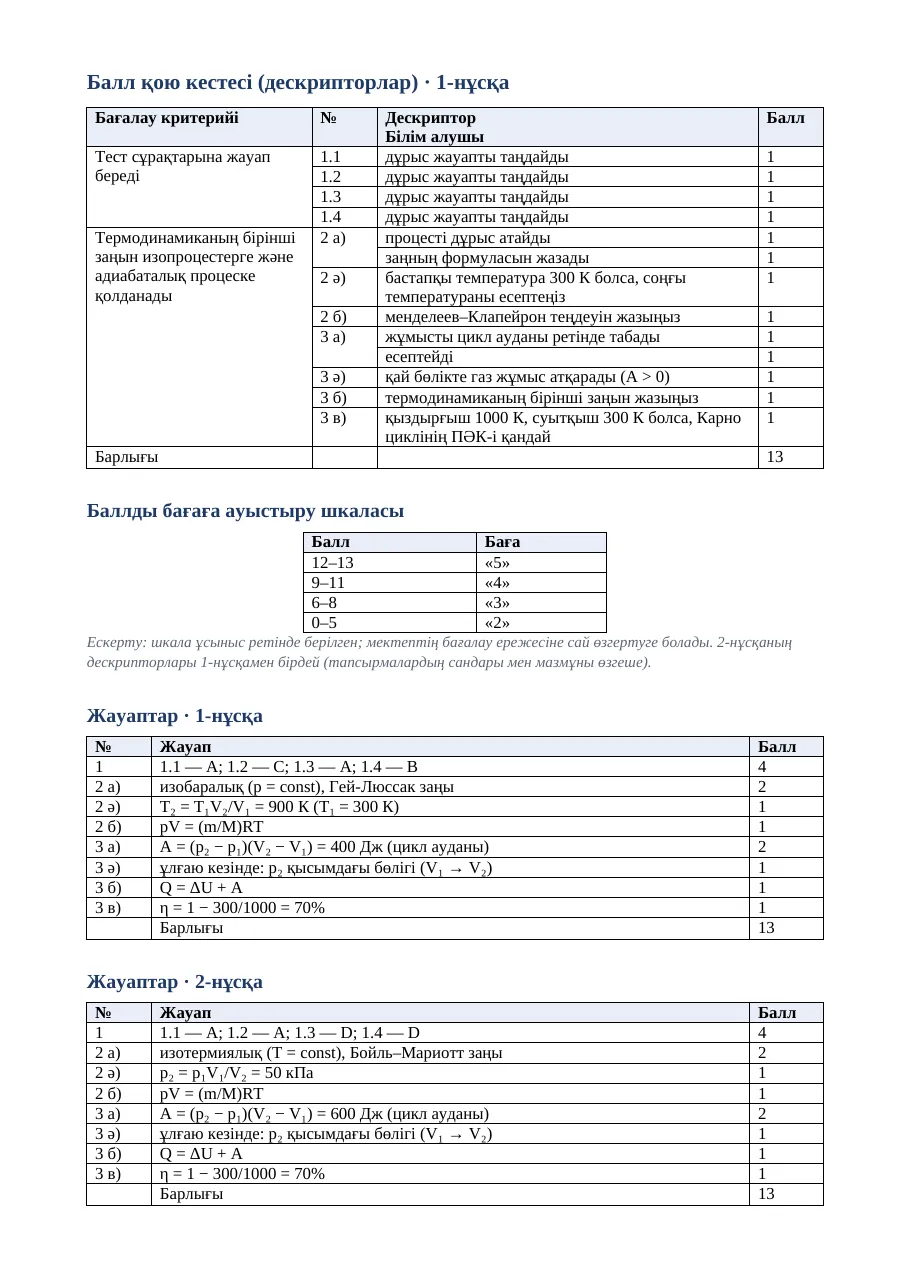 Балл қою кестесі (дескрипторлар) · 1-нұсқа
Бағалау критерийі № Дескриптор Балл
Білім алушы
Тест сұрақтарына жауап 1.1 дұрыс жауапты таңдайды 1
береді 1.2 дұрыс жауапты таңдайды 1
1.3 дұрыс жауапты таңдайды 1
1.4 дұрыс жауапты таңдайды 1
Термодинамиканың бірінші 2 а) процесті дұрыс атайды 1
заңын изопроцестерге және заңның формуласын жазады 1
адиабаталық процеске 2 ә) бастапқы температура 300 К болса, соңғы 1
қолданады температураны есептеңіз
2 б) менделеев–Клапейрон теңдеуін жазыңыз 1
3 а) жұмысты цикл ауданы ретінде табады 1
есептейді 1
3 ә) қай бөлікте газ жұмыс атқарады (A > 0) 1
3 б) термодинамиканың бірінші заңын жазыңыз 1
3 в) қыздырғыш 1000 К, суытқыш 300 К болса, Карно 1
циклінің ПӘК-і қандай
Барлығы 13
Баллды бағаға ауыстыру шкаласы
Балл Баға
12–13 «5»
9–11 «4»
6–8 «3»
0–5 «2»
Ескерту: шкала ұсыныс ретінде берілген; мектептің бағалау ережесіне сай өзгертуге болады. 2-нұсқаның
дескрипторлары 1-нұсқамен бірдей (тапсырмалардың сандары мен мазмұны өзгеше).
Жауаптар · 1-нұсқа
№ Жауап Балл
1 1.1 — A; 1.2 — C; 1.3 — A; 1.4 — B 4
2 а) изобаралық (p = const), Гей-Люссак заңы 2
2 ә) T₂ = T₁V₂/V₁ = 900 К (T₁ = 300 К) 1
2 б) pV = (m/M)RT 1
3 а) A = (p₂ − p₁)(V₂ − V₁) = 400 Дж (цикл ауданы) 2
3 ә) ұлғаю кезінде: p₂ қысымдағы бөлігі (V₁ → V₂) 1
3 б) Q = ΔU + A 1
3 в) η = 1 − 300/1000 = 70% 1
Барлығы 13
Жауаптар · 2-нұсқа
№ Жауап Балл
1 1.1 — A; 1.2 — A; 1.3 — D; 1.4 — D 4
2 а) изотермиялық (T = const), Бойль–Мариотт заңы 2
2 ә) p₂ = p₁V₁/V₂ = 50 кПа 1
2 б) pV = (m/M)RT 1
3 а) A = (p₂ − p₁)(V₂ − V₁) = 600 Дж (цикл ауданы) 2
3 ә) ұлғаю кезінде: p₂ қысымдағы бөлігі (V₁ → V₂) 1
3 б) Q = ΔU + A 1
3 в) η = 1 − 300/1000 = 70% 1
Барлығы 13